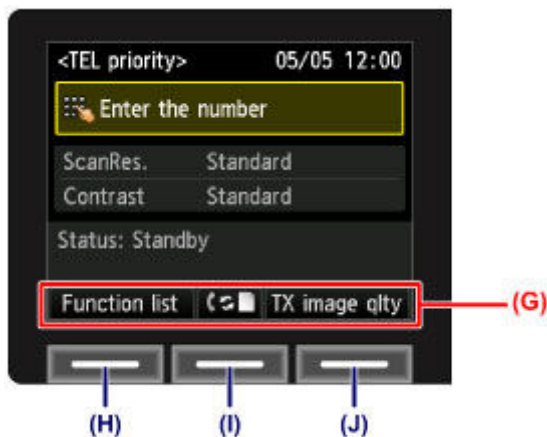 <TEL priority> 05/05 12:00
Enter the number
ScanRes. Standard
Contrast Standard
Status: Standby
Function list TX image qlty
(G)
(H) (I) (J)